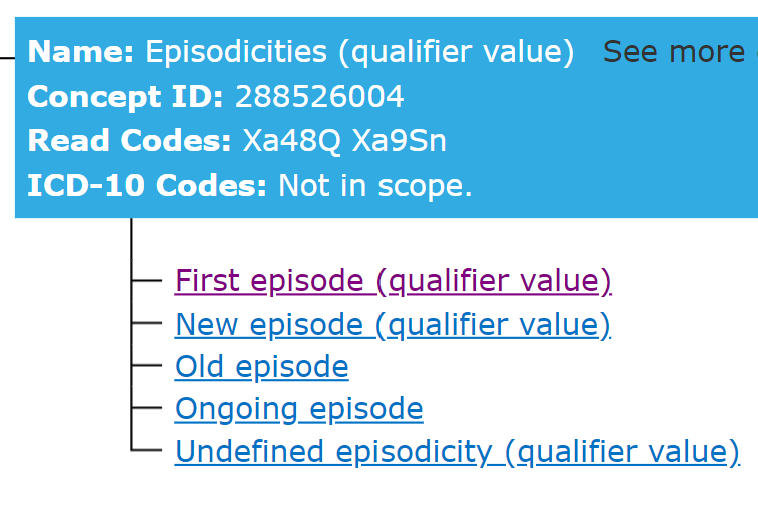 Name: Episodicities (qualifier value) See more
Concept ID: 288526004
Read Codes: Xa48Q Xa9Sn
ICD-10 Codes: Not in scope.
First episode (qualifier value)
New episode (qualifier value)
Old episode
Ongoing episode
Undefined episodicity (qualifier value)